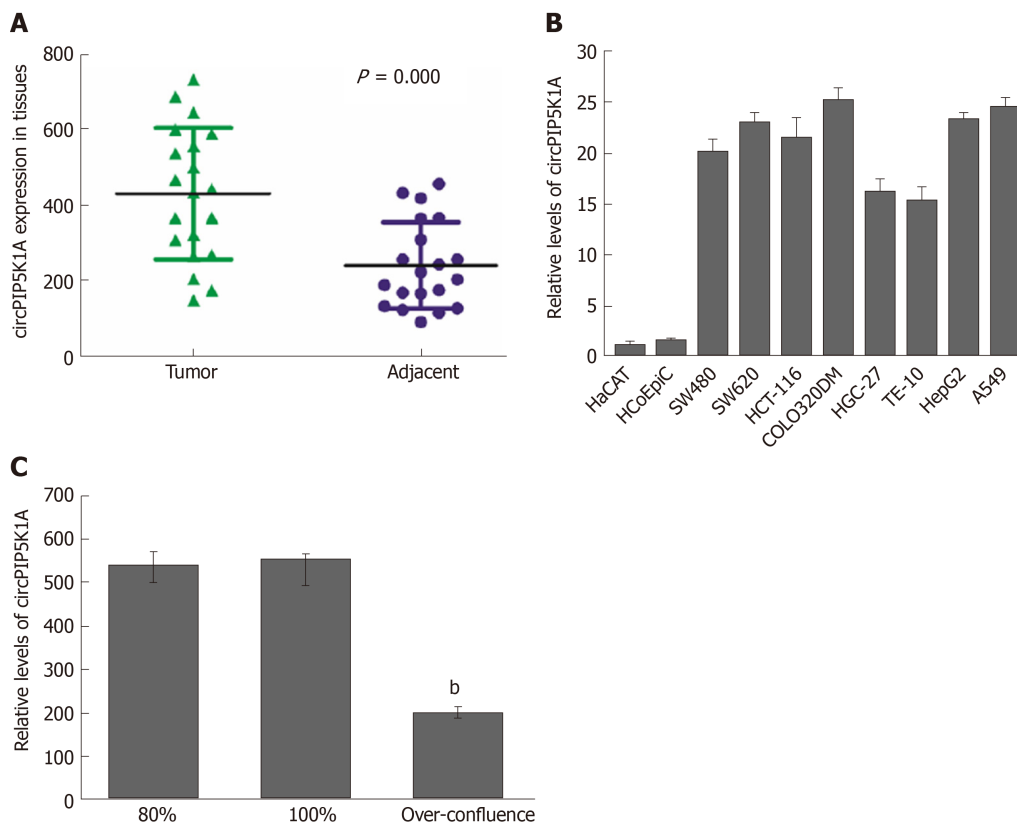 A
circPIP5K1A expression in tissues
800
600
400
200
0
P = 0.000
Tumor
Adjacent
B
Relative levels of circPIP5K1A
30
25
20
15
10
5
0
HaCAT
HCoEpiC
SW480
SW620
HCT-116
COLO320DM
HGC-27
TE-10
HepG2
A549
C
Relative levels of circPIP5K1A
700
600
500
400
300
200
100
0
b
80%
100%
Over-confluence